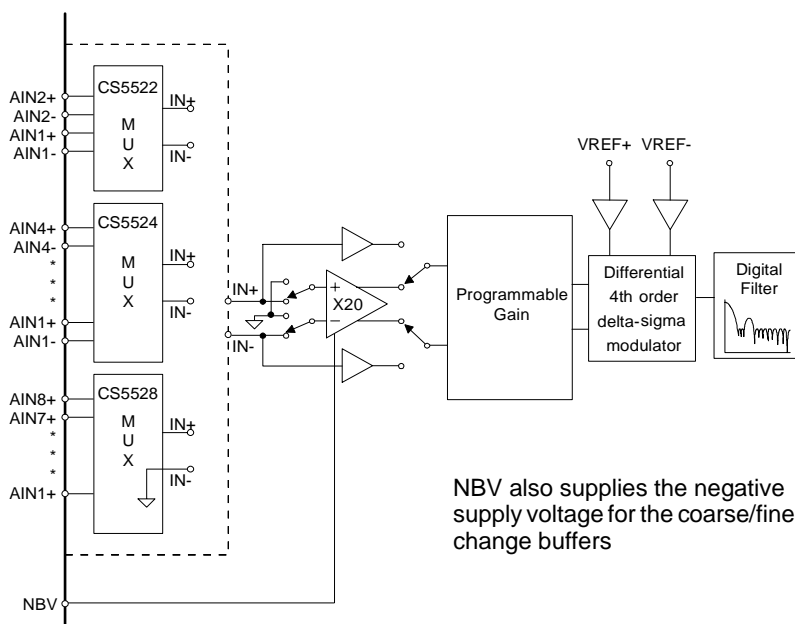 CS5522
AIN2+
AIN2-
AIN1+
AIN1-
M
U
X
IN+
IN-
CS5524
AIN4+
AIN4-
*
*
*
AIN1+
AIN1-
M
U
X
IN+
IN-
CS5528
AIN8+
AIN7+
*
*
*
AIN1+
M
U
X
IN+
IN-
NBV
IN+
IN-
+
X20
−
Programmable
Gain
VREF+ VREF-
Differential
4th order
delta-sigma
modulator
Digital
Filter
NBV also supplies the negative
supply voltage for the coarse/fine
change buffers